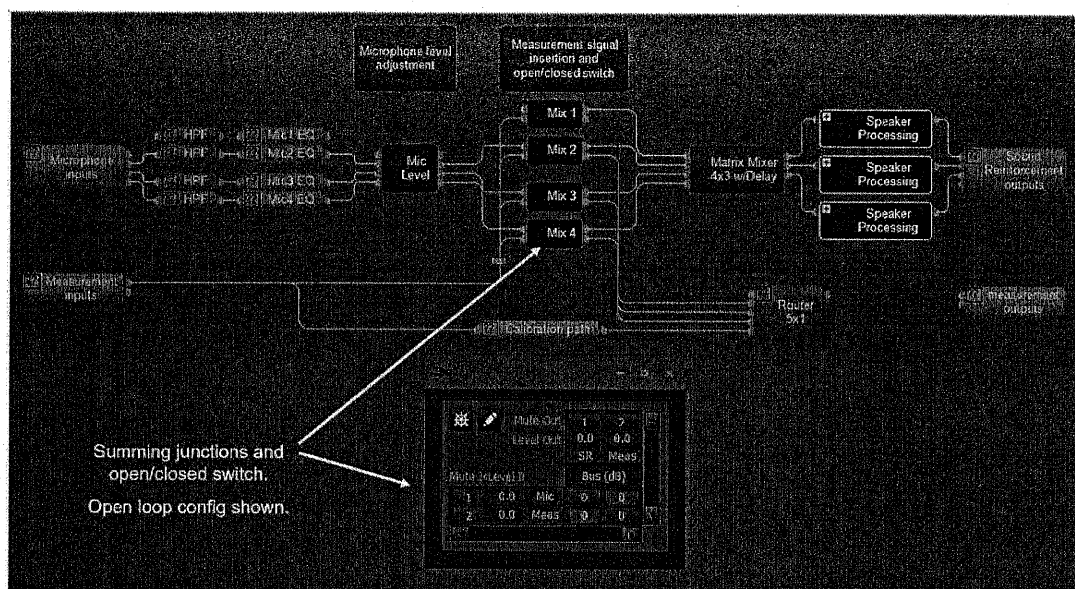 Microphone level
adjustment
Measurement signal
insertion and
open/closed switch
Microphone
inputs
HPF
Mic1 EQ
HPF
Mic2 EQ
HPF
Mic3 EQ
HPF
Mic4 EQ
Mic
Level
Mix 1
Mix 2
Mix 3
Mix 4
Matrix Mixer
4x3 w/Delay
Speaker
Processing
Speaker
Processing
Speaker
Processing
Sound
Reinforcement
outputs
Measurement
inputs
Calibration path
Router
5x1
measurement
outputs
Summing junctions and
open/closed switch.
Open loop config shown.
Mute Out 1 2
Level Out 0.0 0.0
SR Meas
Mute In Level In Bus (dB)
1 0.0 Mic 0 0
2 0.0 Meas 0 0